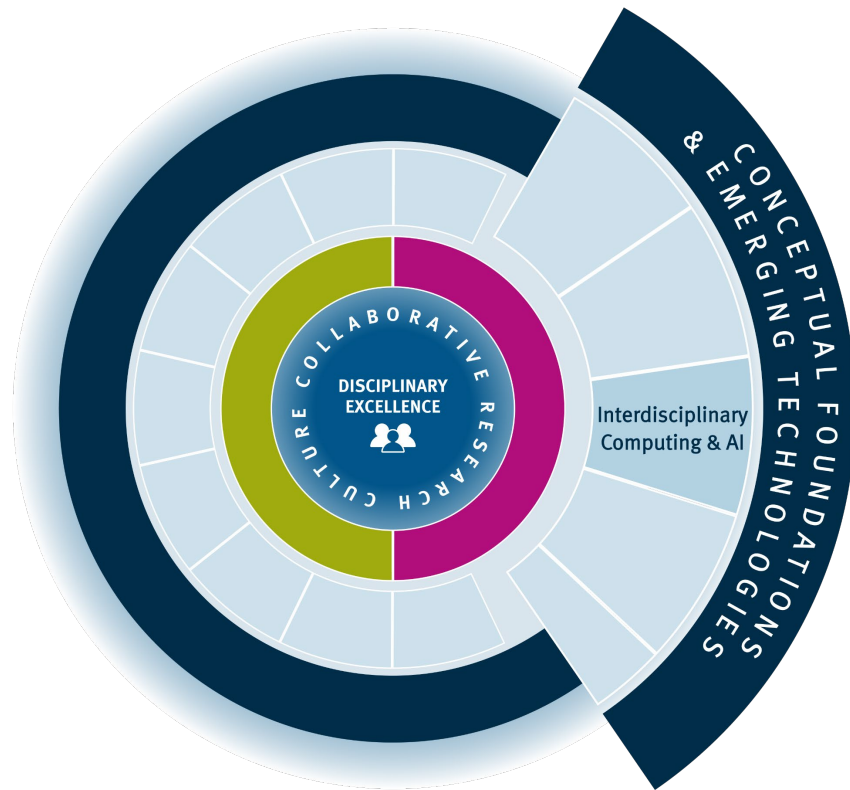 COLLABORATIVE RESEARCH CULTURE
DISCIPLINARY
EXCELLENCE
Interdisciplinary
Computing & AI
CONCEPTUAL FOUNDATIONS
& EMERGING TECHNOLOGIES